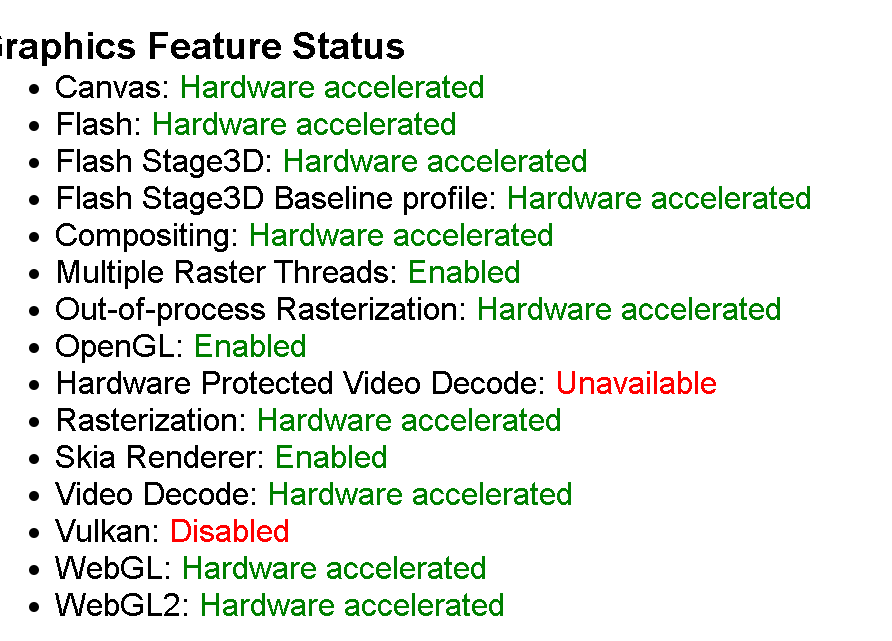 Graphics Feature Status
Canvas: Hardware accelerated
Flash: Hardware accelerated
Flash Stage3D: Hardware accelerated
Flash Stage3D Baseline profile: Hardware accelerated
Compositing: Hardware accelerated
Multiple Raster Threads: Enabled
Out-of-process Rasterization: Hardware accelerated
OpenGL: Enabled
Hardware Protected Video Decode: Unavailable
Rasterization: Hardware accelerated
Skia Renderer: Enabled
Video Decode: Hardware accelerated
Vulkan: Disabled
WebGL: Hardware accelerated
WebGL2: Hardware accelerated